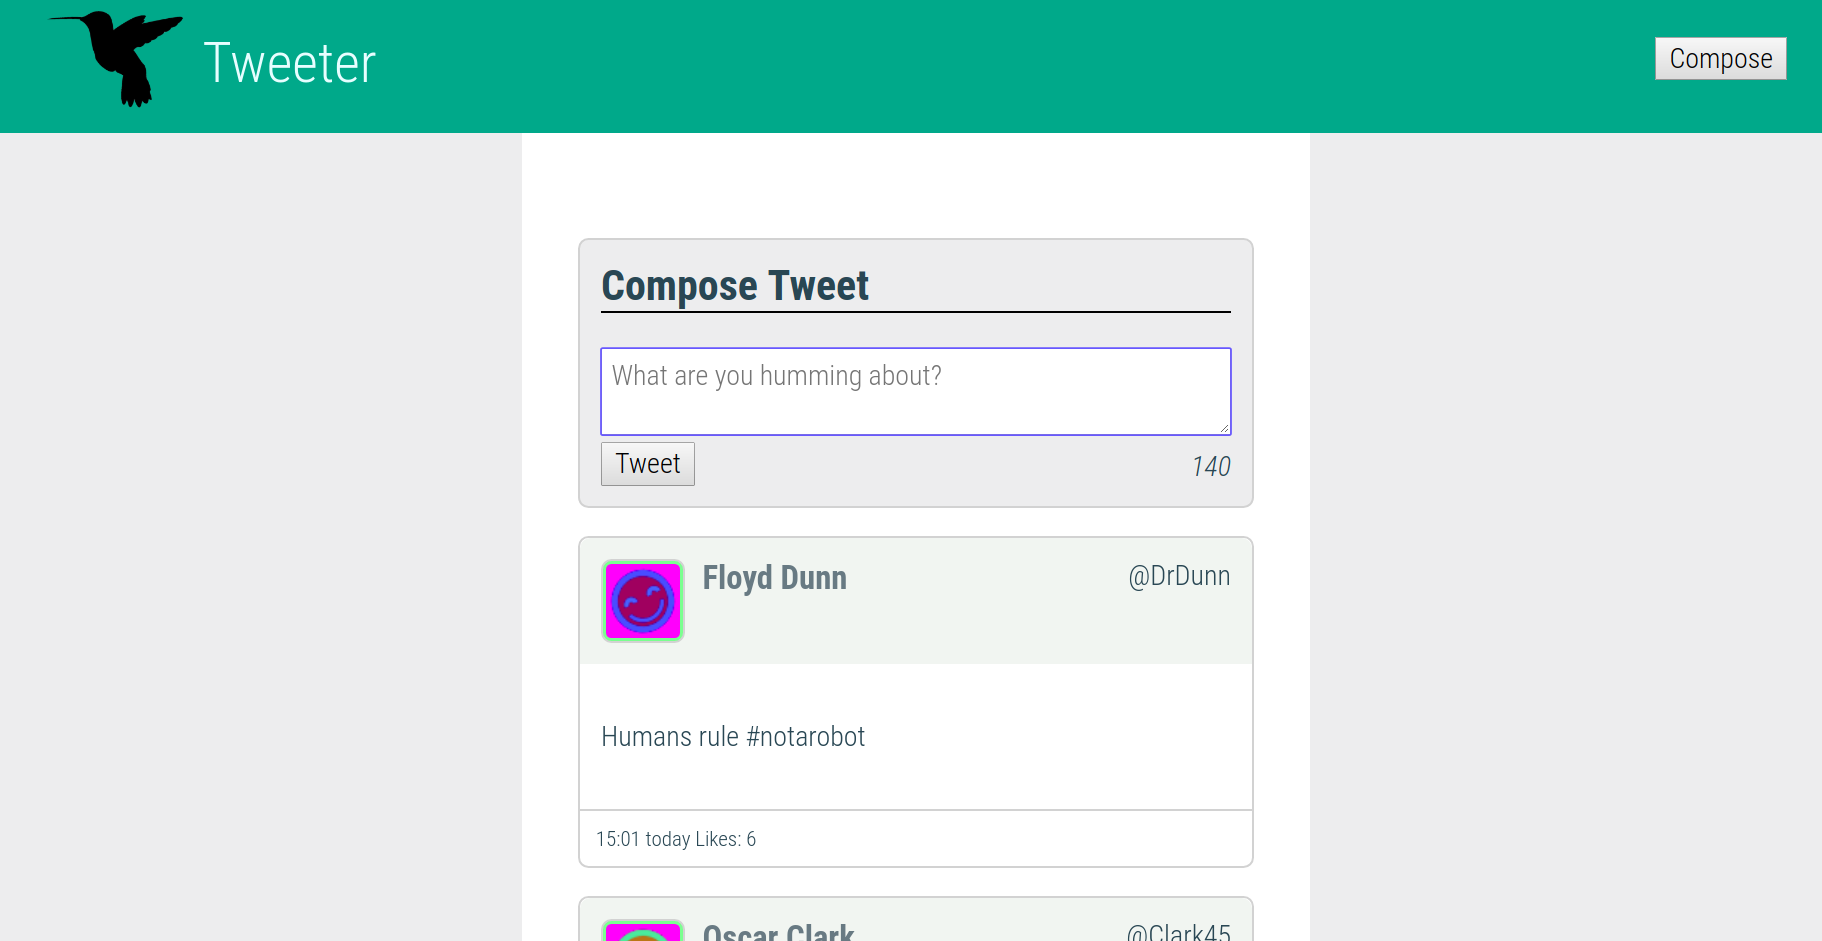 Tweeter
Compose
Compose Tweet
What are you humming about?
Tweet
140
Floyd Dunn
@DrDunn
Humans rule #notarobot
15:01 today Likes: 6
Oscar Clark
@Clark45